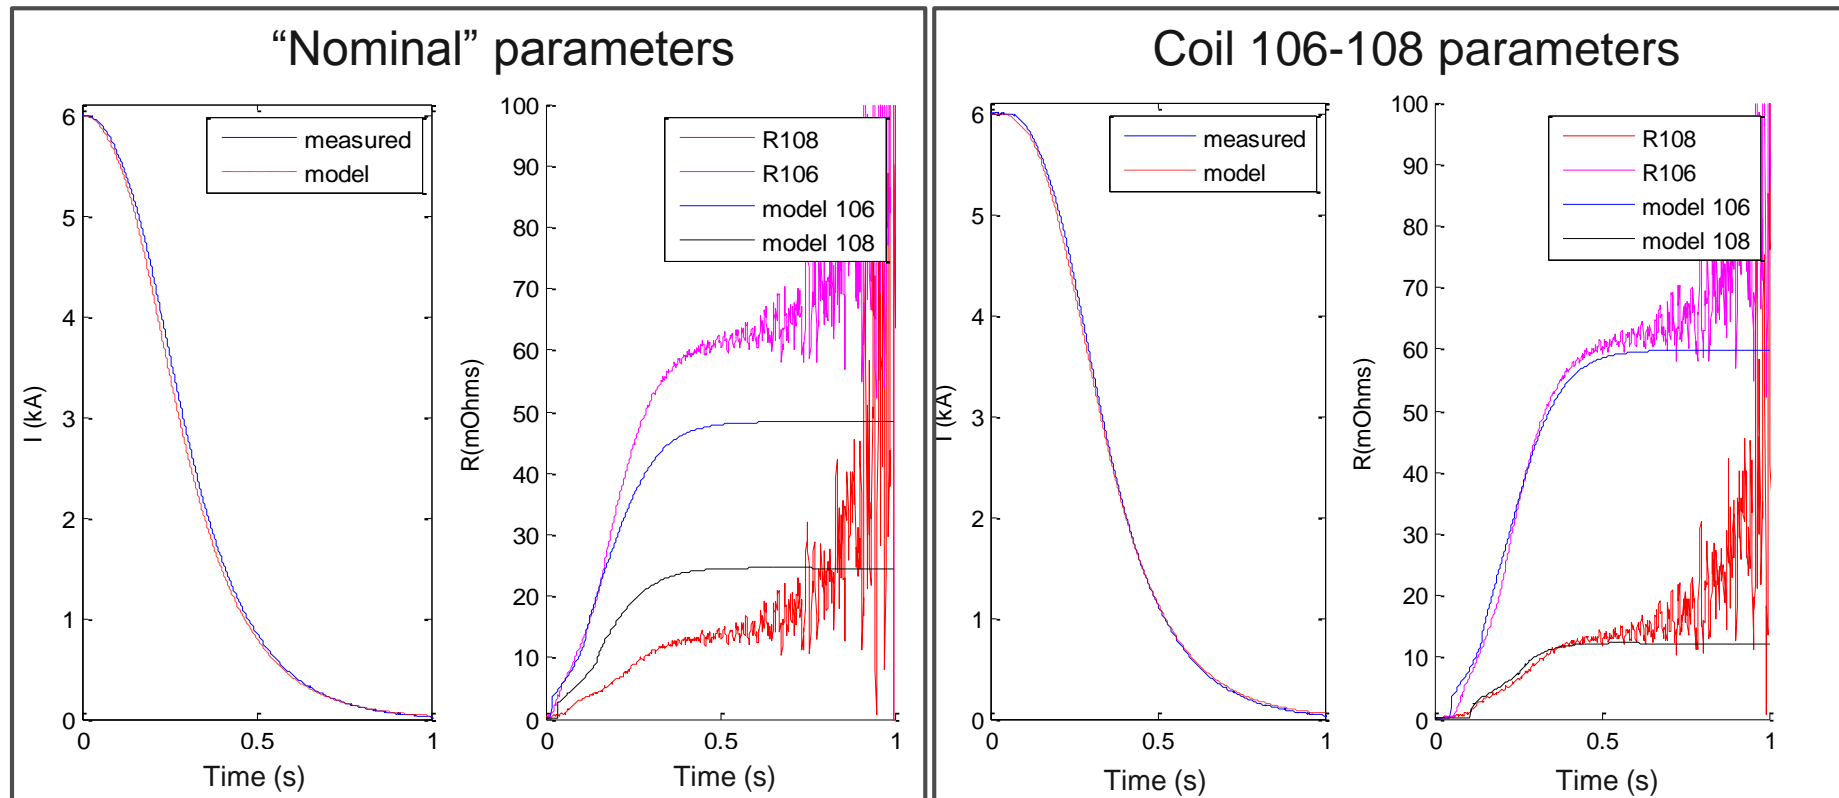 “Nominal” parameters
6
5
4
3
2
1
0
0
0.5
1
I (kA)
Time (s)
measured
model
100
90
80
70
60
50
40
30
20
10
0
0
0.5
1
R(mOhms)
Time (s)
R108
R106
model 106
model 108
Coil 106-108 parameters
6
5
4
3
2
1
0
0
0.5
1
I (kA)
Time (s)
measured
model
100
90
80
70
60
50
40
30
20
10
0
0
0.5
1
R(mOhms)
Time (s)
R108
R106
model 106
model 108